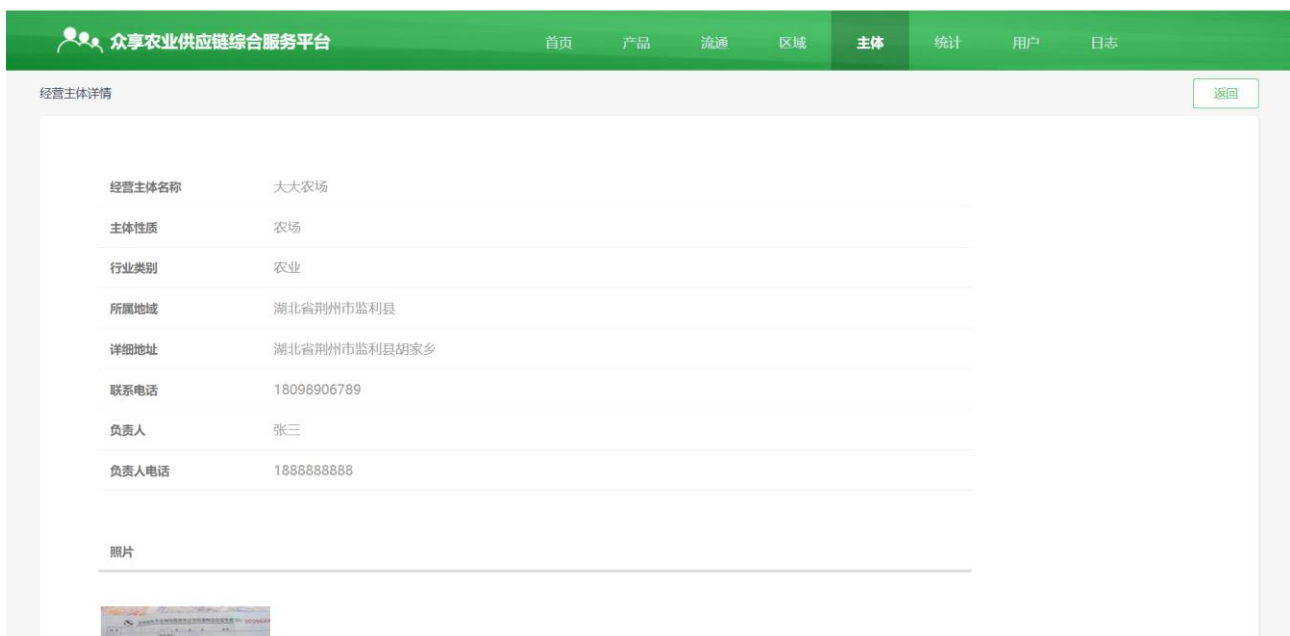 众享农业供应链综合服务平台 首页 产品 流通 区域 主体 统计 用户 日志
经营主体详情 返回
经营主体名称 大大农场
主体性质 农场
行业类别 农业
所属地域 湖北省荆州市监利县
详细地址 湖北省荆州市监利县胡家乡
联系电话 18098906789
负责人 张三
负责人电话 1888888888
照片